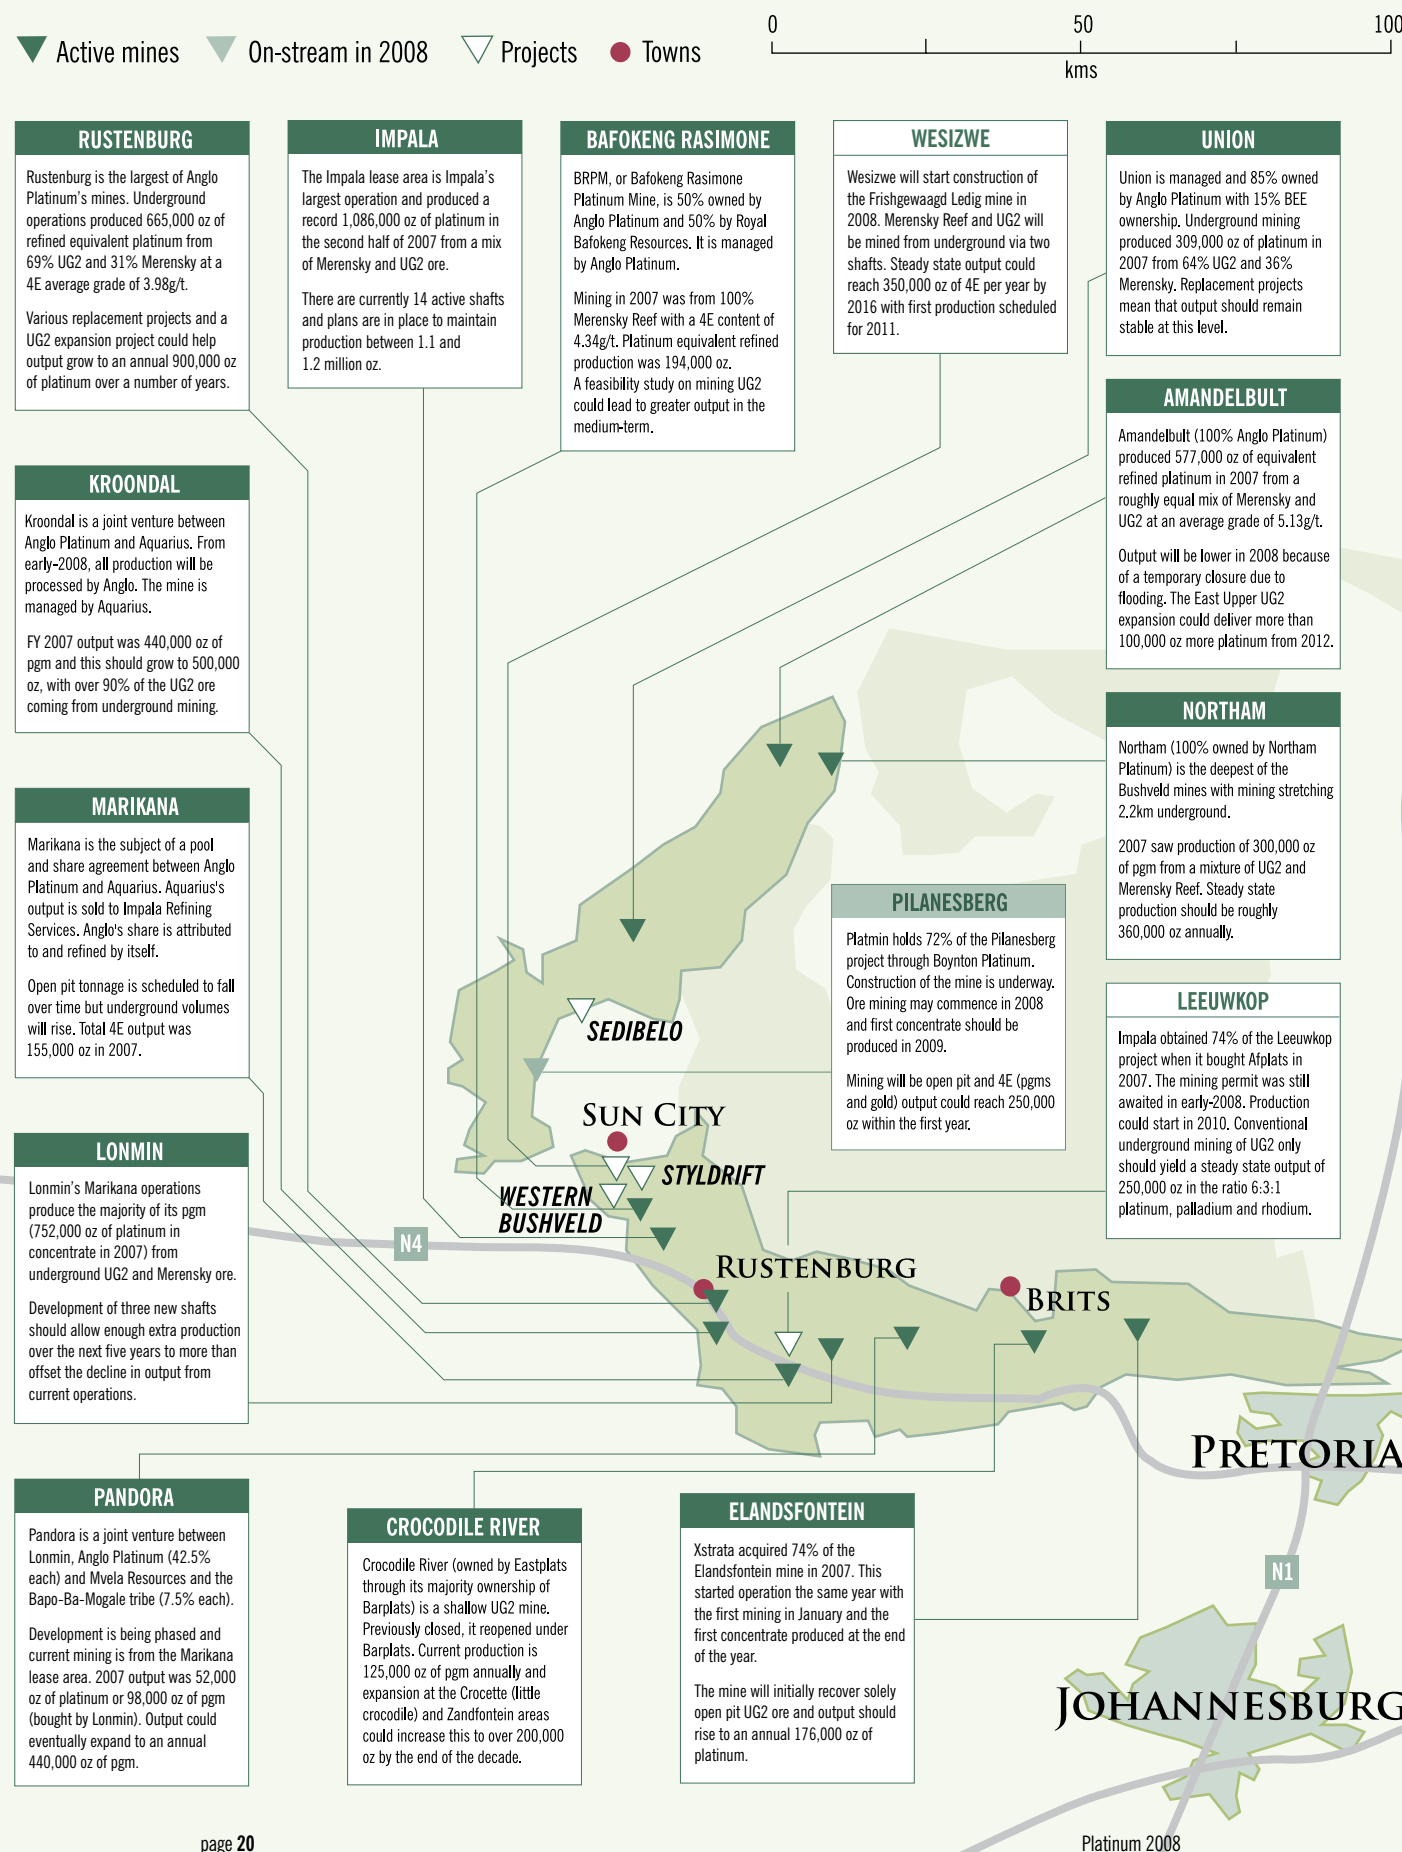 Active mines
On-stream in 2008
Projects
Towns
0
50
100
kms
RUSTENBURG
Rustenburg is the largest of Anglo
Platinum's mines. Underground
operations produced 665,000 oz of
refined equivalent platinum from
69% UG2 and 31% Merensky at a
4E average grade of 3.98g/t.
Various replacement projects and a
UG2 expansion project could help
output grow to an annual 900,000 oz
of platinum over a number of years.
IMPALA
The Impala lease area is Impala's
largest operation and produced a
record 1,086,000 oz of platinum in
the second half of 2007 from a mix
of Merensky and UG2 ore.
There are currently 14 active shafts
and plans are in place to maintain
production between 1.1 and
1.2 million oz.
BAFOKENG RASIMONE
BRPM, or Bafokeng Rasimone
Platinum Mine, is 50% owned by
Anglo Platinum and 50% by Royal
Bafokeng Resources. It is managed
by Anglo Platinum.
Mining in 2007 was from 100%
Merensky Reef with a 4E content of
4.34g/t. Platinum equivalent refined
production was 194,000 oz.
A feasibility study on mining UG2
could lead to greater output in the
medium-term.
WESIZWE
Wesizwe will start construction of
the Frishgewaagd Ledig mine in
2008. Merensky Reef and UG2 will
be mined from underground via two
shafts. Steady state output could
reach 350,000 oz of 4E per year by
2016 with first production scheduled
for 2011.
UNION
Union is managed and 85% owned
by Anglo Platinum with 15% BEE
ownership. Underground mining
produced 309,000 oz of platinum in
2007 from 64% UG2 and 36%
Merensky. Replacement projects
mean that output should remain
stable at this level.
AMANDELBULT
Amandelbult (100% Anglo Platinum)
produced 577,000 oz of equivalent
refined platinum in 2007 from a
roughly equal mix of Merensky and
UG2 at an average grade of 5.13g/t.
Output will be lower in 2008 because
of a temporary closure due to
flooding. The East Upper UG2
expansion could deliver more than
100,000 oz more platinum from 2012.
KROONDAL
Kroondal is a joint venture between
Anglo Platinum and Aquarius. From
early-2008, all production will be
processed by Anglo. The mine is
managed by Aquarius.
FY 2007 output was 440,000 oz of
pgm and this should grow to 500,000
oz, with over 90% of the UG2 ore
coming from underground mining.
NORTHAM
Northam (100% owned by Northam
Platinum) is the deepest of the
Bushveld mines with mining stretching
2.2km underground.
2007 saw production of 300,000 oz
of pgm from a mixture of UG2 and
Merensky Reef. Steady state
production should be roughly
360,000 oz annually.
MARIKANA
Marikana is the subject of a pool
and share agreement between Anglo
Platinum and Aquarius. Aquarius's
output is sold to Impala Refining
Services. Anglo's share is attributed
to and refined by itself.
Open pit tonnage is scheduled to fall
over time but underground volumes
will rise. Total 4E output was
155,000 oz in 2007.
PILANESBERG
Platmin holds 72% of the Pilanesberg
project through Boynton Platinum.
Construction of the mine is underway.
Ore mining may commence in 2008
and first concentrate should be
produced in 2009.
Mining will be open pit and 4E (pgms
and gold) output could reach 250,000
oz within the first year.
LEEUWKOP
Impala obtained 74% of the Leeuwkop
project when it bought Afplats in
2007. The mining permit was still
awaited in early-2008. Production
could start in 2010. Conventional
underground mining of UG2 only
should yield a steady state output of
250,000 oz in the ratio 6:3:1
platinum, palladium and rhodium.
SEDIBELO
SUN CITY
STYLDRIFT
WESTERN
BUSHVELD
N4
RUSTENBURG
BRITS
LONMIN
Lonmin's Marikana operations
produce the majority of its pgm
(752,000 oz of platinum in
concentrate in 2007) from
underground UG2 and Merensky ore.
Development of three new shafts
should allow enough extra production
over the next five years to more than
offset the decline in output from
current operations.
PRETORIA
PANDORA
Pandora is a joint venture between
Lonmin, Anglo Platinum (42.5%
each) and Mvela Resources and the
Bapo-Ba-Mogale tribe (7.5% each).
Development is being phased and
current mining is from the Marikana
lease area. 2007 output was 52,000
oz of platinum or 98,000 oz of pgm
(bought by Lonmin). Output could
eventually expand to an annual
440,000 oz of pgm.
CROCODILE RIVER
Crocodile River (owned by Eastplats
through its majority ownership of
Barplats) is a shallow UG2 mine.
Previously closed, it reopened under
Barplats. Current production is
125,000 oz of pgm annually and
expansion at the Crocette (little
crocodile) and Zandfontein areas
could increase this to over 200,000
oz by the end of the decade.
ELANDSFONTEIN
Xstrata acquired 74% of the
Elandsfontein mine in 2007. This
started operation the same year with
the first mining in January and the
first concentrate produced at the end
of the year.
The mine will initially recover solely
open pit UG2 ore and output should
rise to an annual 176,000 oz of
platinum.
N1
JOHANNESBURG
page 20
Platinum 2008